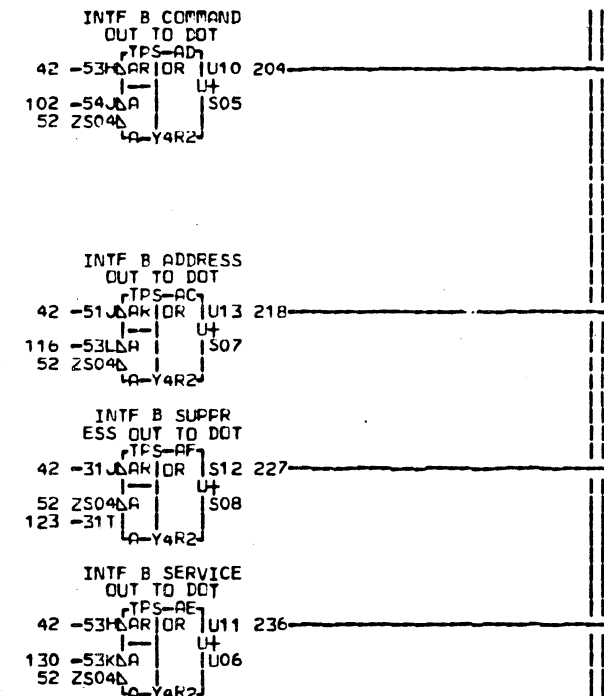 INTF B COMMAND
OUT TO DOT
TPS-AD
42 -53H AR OR U10 204
U+
102 -54J A S05
52 ZS04
A-Y4R2
INTF B ADDRESS
OUT TO DOT
TPS-AC
42 -51J AR OR U13 218
U+
116 -53L A S07
52 ZS04
A-Y4R2
INTF B SUPPR
ESS OUT TO DOT
TPS-AF
42 -31J AR OR S12 227
U+
52 ZS04 A S08
123 -31T
A-Y4R2
INTF B SERVICE
OUT TO DOT
TPS-AE
42 -53H AR OR U11 236
U+
130 -53K A U06
52 ZS04
A-Y4R2